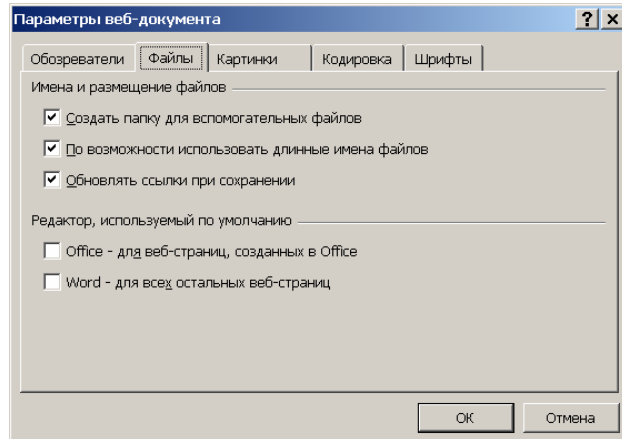 Параметры веб-документа
Обозреватели Файлы Картинки Кодировка Шрифты
Имена и размещение файлов
Создать папку для вспомогательных файлов
По возможности использовать длинные имена файлов
Обновлять ссылки при сохранении
Редактор, используемый по умолчанию
Office - для веб-страниц, созданных в Office
Word - для всех остальных веб-страниц
ОК Отмена